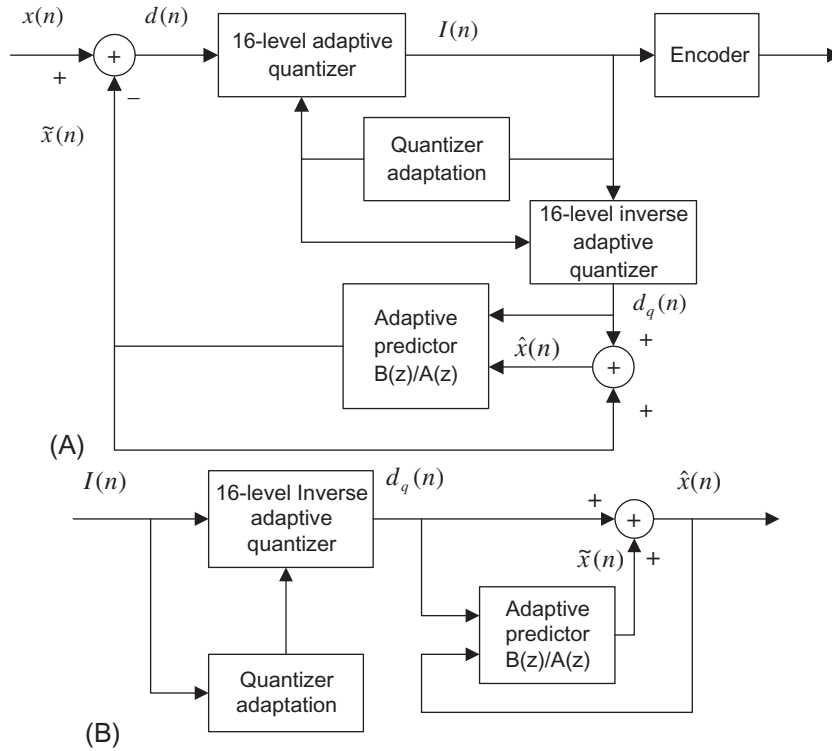 x(n)
d(n)
I(n)
+
+
−
16-level adaptive
quantizer
Encoder
x̃(n)
Quantizer
adaptation
16-level inverse
adaptive
quantizer
d_q(n)
Adaptive
predictor
B(z)/A(z)
x̂(n)
+
+
+
(A)
I(n)
16-level Inverse
adaptive
quantizer
d_q(n)
x̂(n)
+
+
x̃(n)
+
Adaptive
predictor
B(z)/A(z)
Quantizer
adaptation
(B)